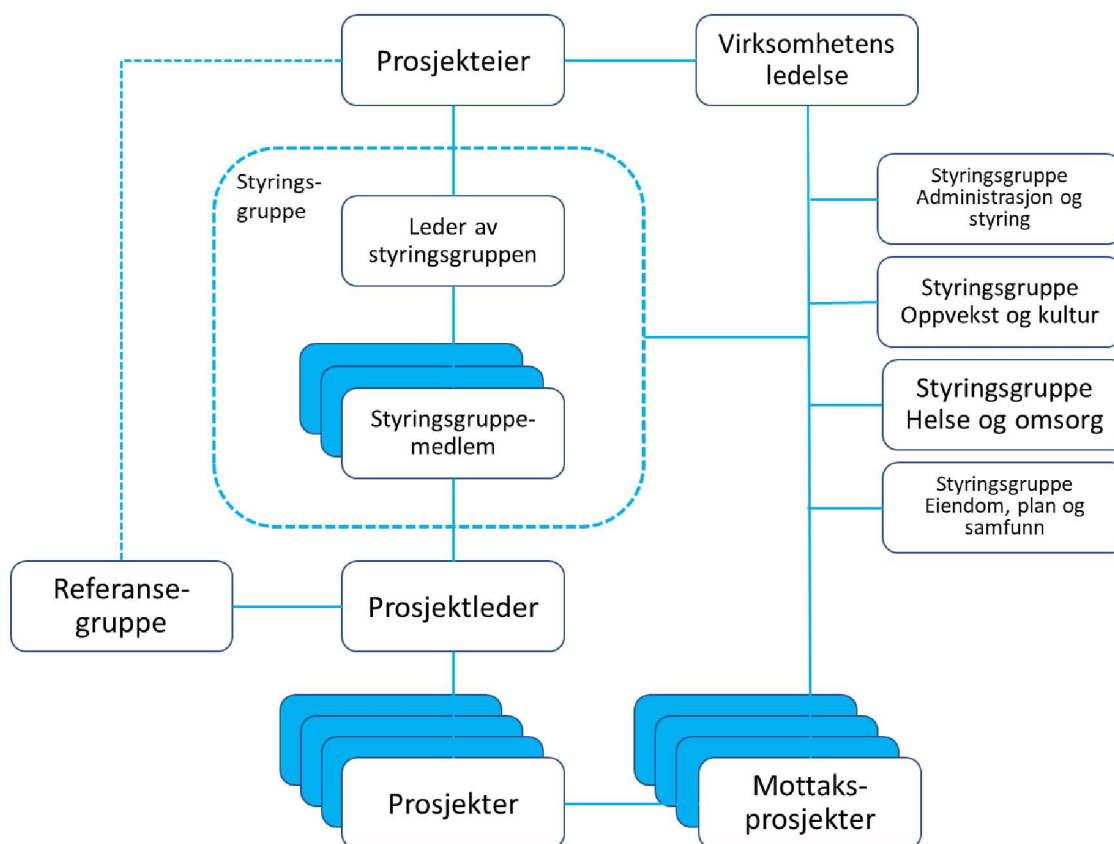 Prosjekteier
Virksomhetens
ledelse
Styrings-
gruppe
Leder av
styringsgruppen
Styringsgruppe-
medlem
Styringsgruppe
Administrasjon og
styring
Styringsgruppe
Oppvekst og kultur
Styringsgruppe
Helse og omsorg
Styringsgruppe
Eiendom, plan og
samfunn
Referanse-
gruppe
Prosjektleder
Prosjekter
Mottaks-
prosjekter